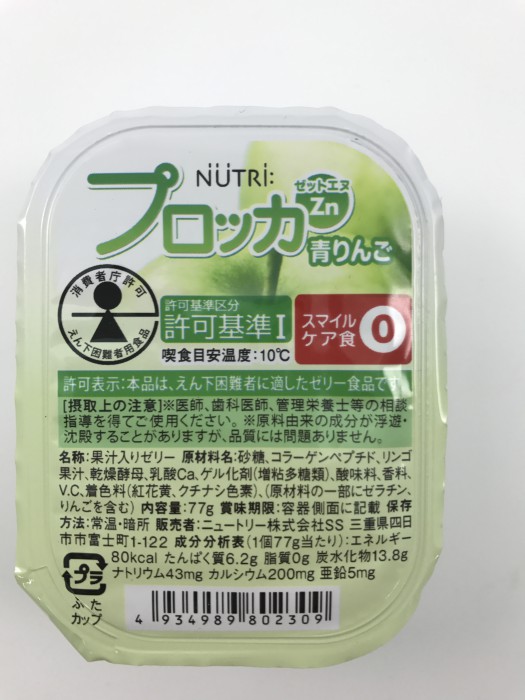 NUTRI:
プロッカ
ゼットエヌ
Zn
青りんご
消費者庁許可
えん下困難者用食品
許可基準区分
許可基準Ⅰ
喫食目安温度:10℃
スマイル
ケア食
0
許可表示:本品は、えん下困難者に適したゼリー食品です。
[摂取上の注意]※医師、歯科医師、管理栄養士等の相談
指導を得てご使用ください。※原料由来の成分が浮遊・
沈殿することがありますが、品質には問題ありません。
名称:果汁入りゼリー 原材料名:砂糖、コラーゲンペプチド、リンゴ
果汁、乾燥酵母、乳酸Ca、ゲル化剤(増粘多糖類)、酸味料、香料、
V.C、着色料(紅花黄、クチナシ色素)、(原材料の一部にゼラチン、
りんごを含む) 内容量:77g 賞味期限:容器側面に記載 保存
方法:常温・暗所 販売者:ニュートリー株式会社SS 三重県四日
市市富士町1-122 成分分析表(1個77g当たり):エネルギー
80kcal たんぱく質6.2g 脂質0g 炭水化物13.8g
ナトリウム43mg カルシウム200mg 亜鉛5mg
プラ
ふた
カップ
4 934989 802309